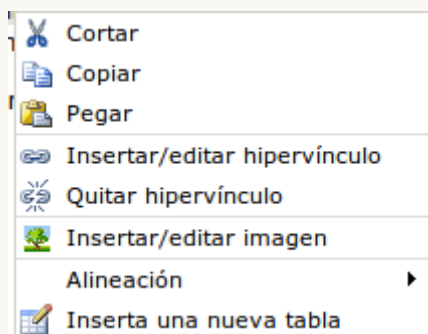 Cortar
Copiar
Pegar
Insertar/editar hipervínculo
Quitar hipervínculo
Insertar/editar imagen
Alineación
Inserta una nueva tabla